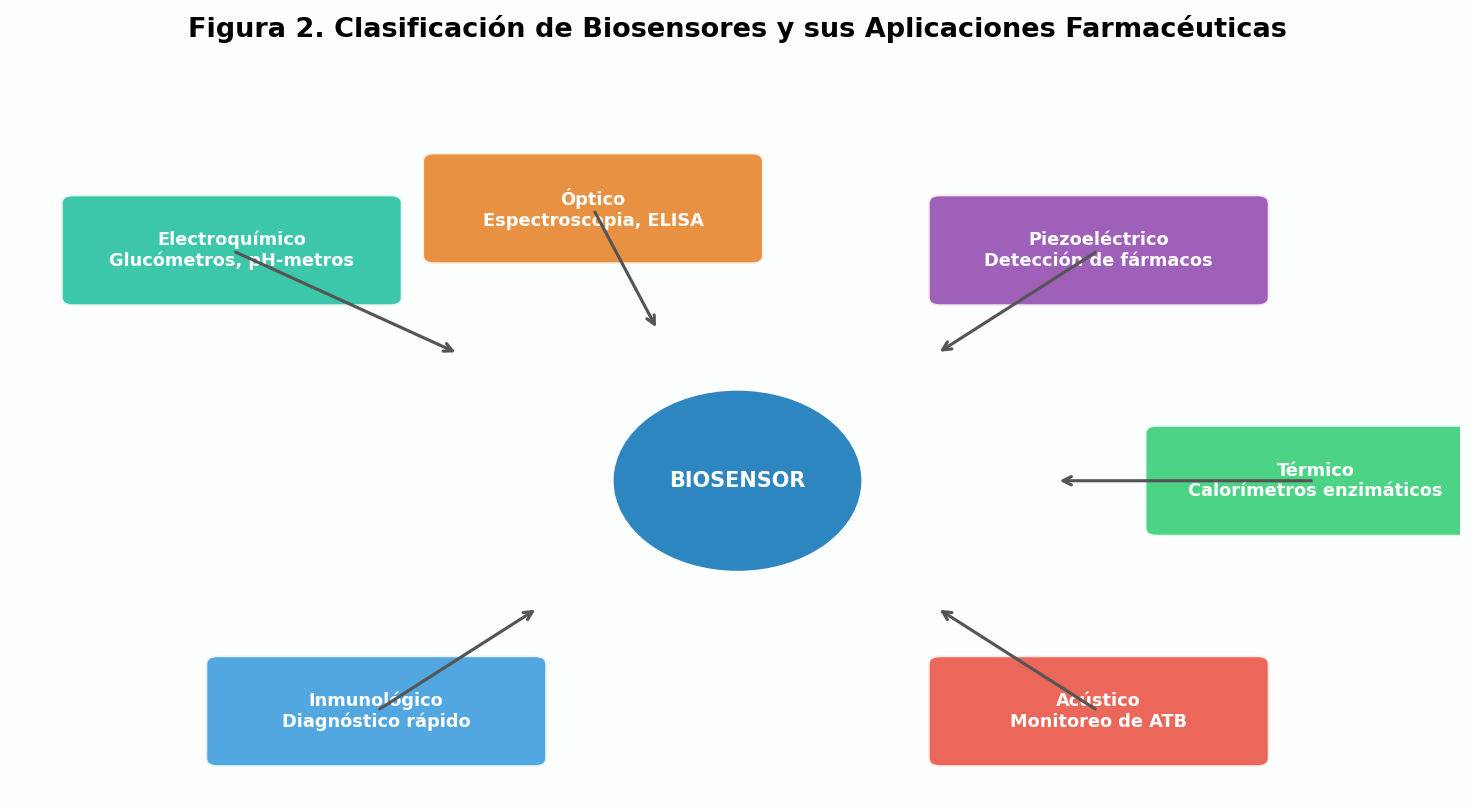 Figura 2. Clasificación de Biosensores y sus Aplicaciones Farmacéuticas
Óptico
Espectroscopia, ELISA
Electroquímico
Glucómetros, pH-metros
Piezoeléctrico
Detección de fármacos
Térmico
Calorímetros enzimáticos
BIOSENSOR
Inmunológico
Diagnóstico rápido
Acústico
Monitoreo de ATB